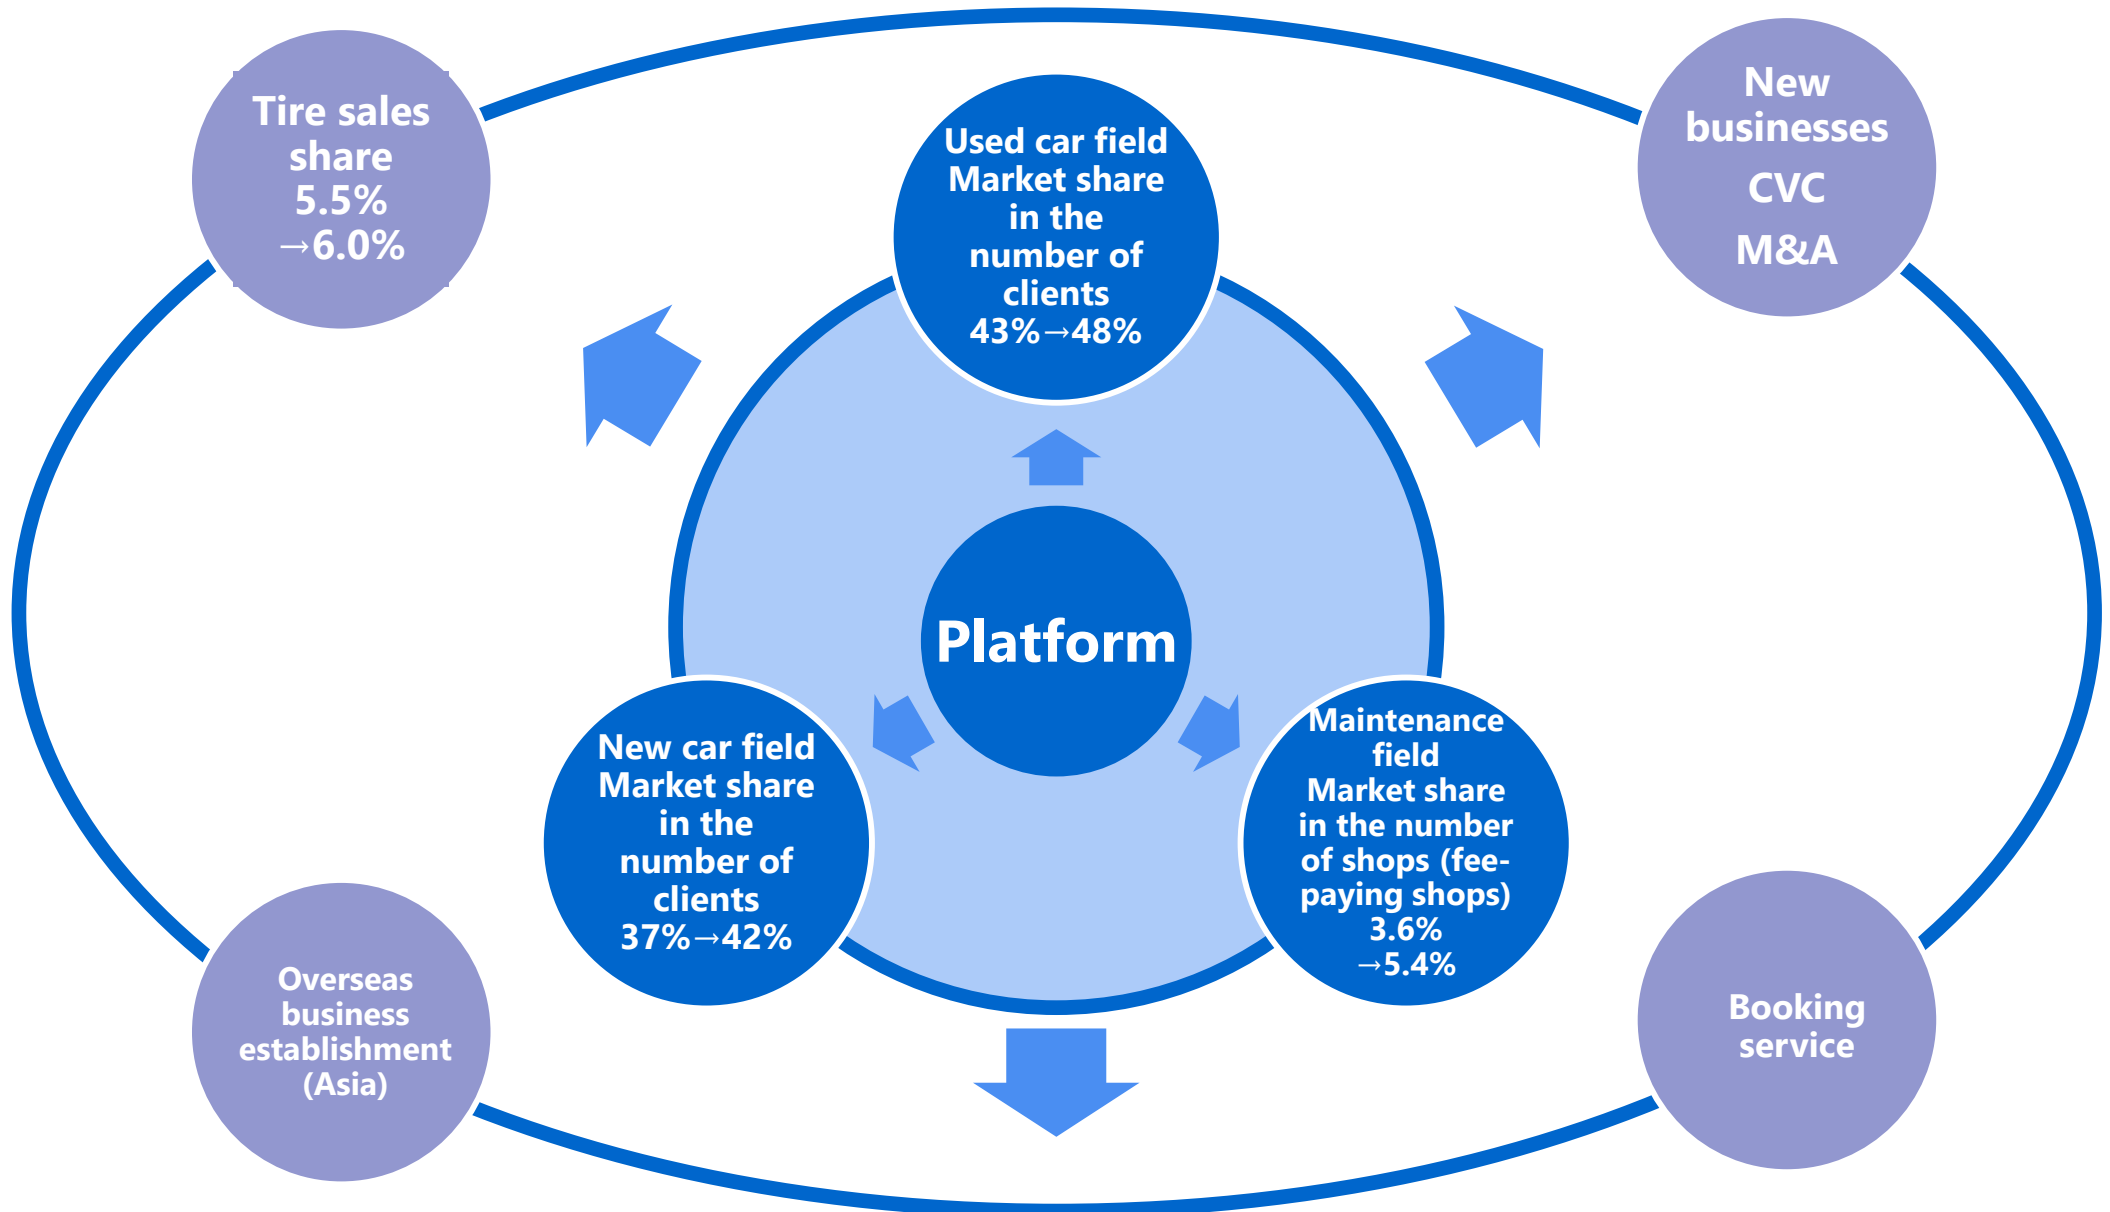 Tire sales
share
5.5%
→6.0%
New
businesses
CVC
M&A
Used car field
Market share
in the
number of
clients
43%→48%
Platform
New car field
Market share
in the
number of
clients
37%→42%
Maintenance
field
Market share
in the number
of shops (fee-
paying shops)
3.6%
→5.4%
Overseas
business
establishment
(Asia)
Booking
service